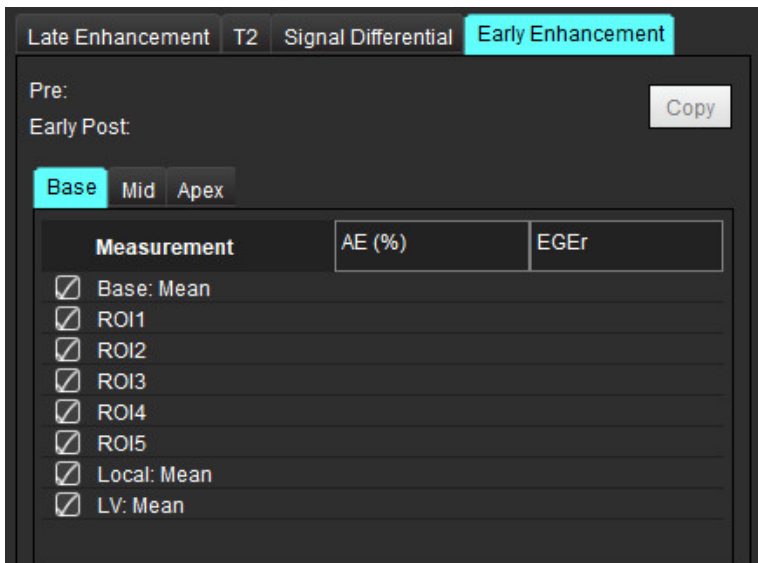 Late Enhancement T2 Signal Differential Early Enhancement
Pre:
Copy
Early Post:
Base Mid Apex
Measurement AE (%) EGEr
Base: Mean
ROI1
ROI2
ROI3
ROI4
ROI5
Local: Mean
LV: Mean